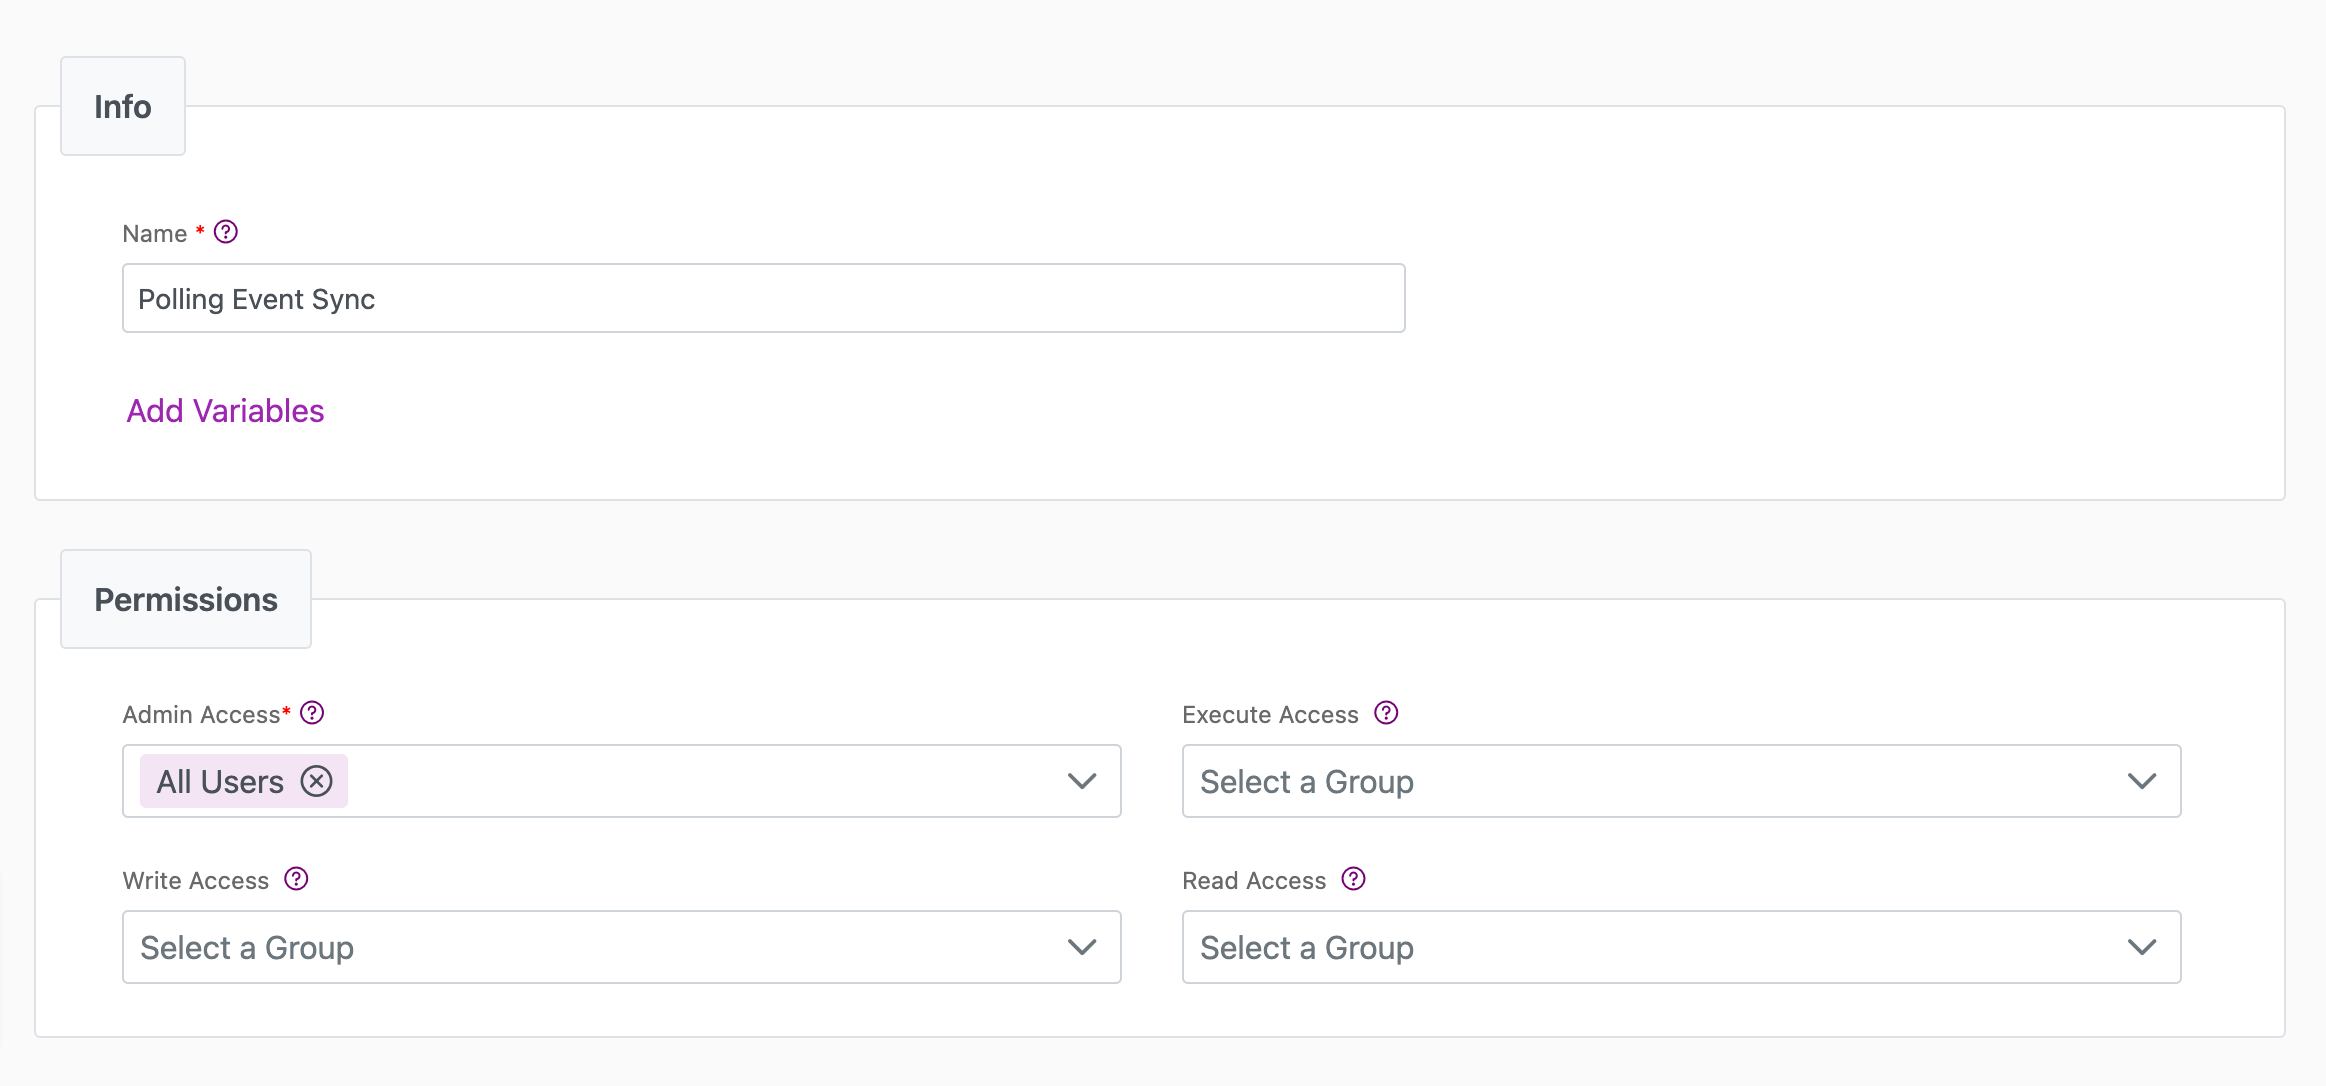 Info
Name *
Polling Event Sync
Add Variables
Permissions
Admin Access*
Execute Access
All Users
Select a Group
Write Access
Read Access
Select a Group
Select a Group